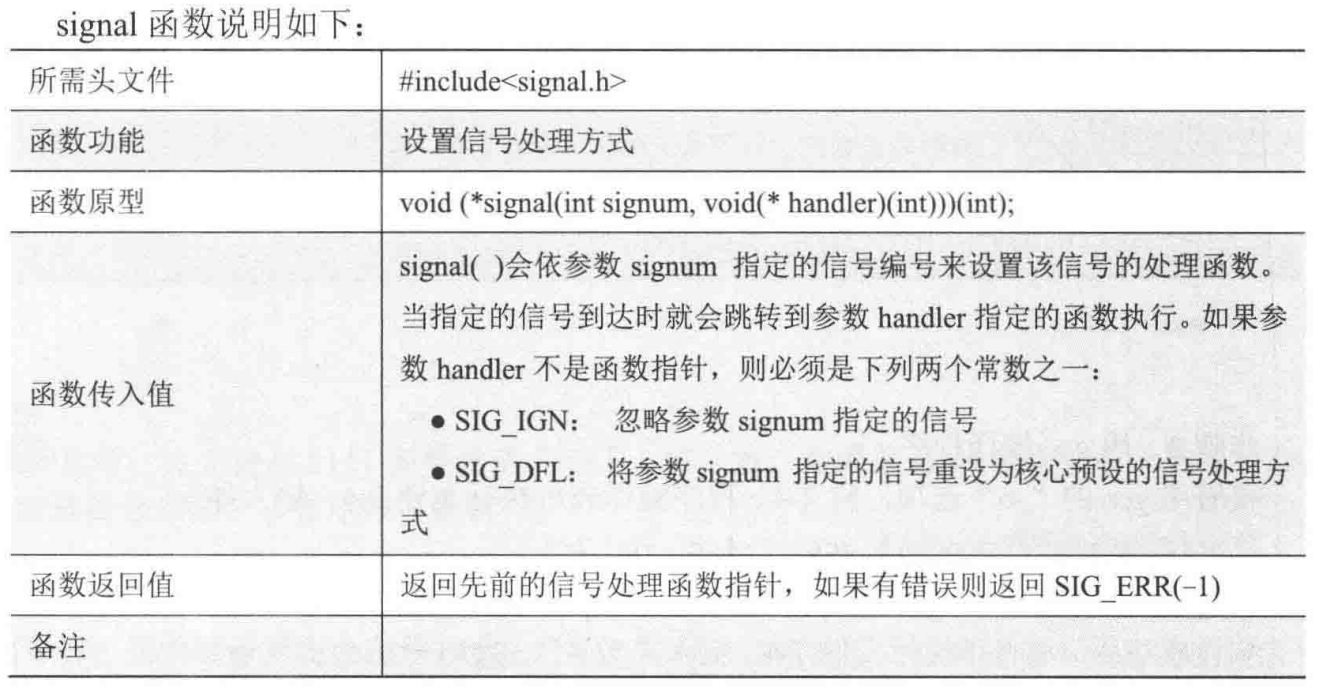 signal 函数说明如下：
所需头文件 #include<signal.h>
函数功能 设置信号处理方式
函数原型 void (*signal(int signum, void(* handler)(int)))(int);
函数传入值
signal( )会依参数 signum 指定的信号编号来设置该信号的处理函数。
当指定的信号到达时就会跳转到参数 handler 指定的函数执行。如果参
数 handler 不是函数指针，则必须是下列两个常数之一：
● SIG_IGN： 忽略参数 signum 指定的信号
● SIG_DFL： 将参数 signum 指定的信号重设为核心预设的信号处理方
式
函数返回值 返回先前的信号处理函数指针，如果有错误则返回 SIG_ERR(–1)
备注